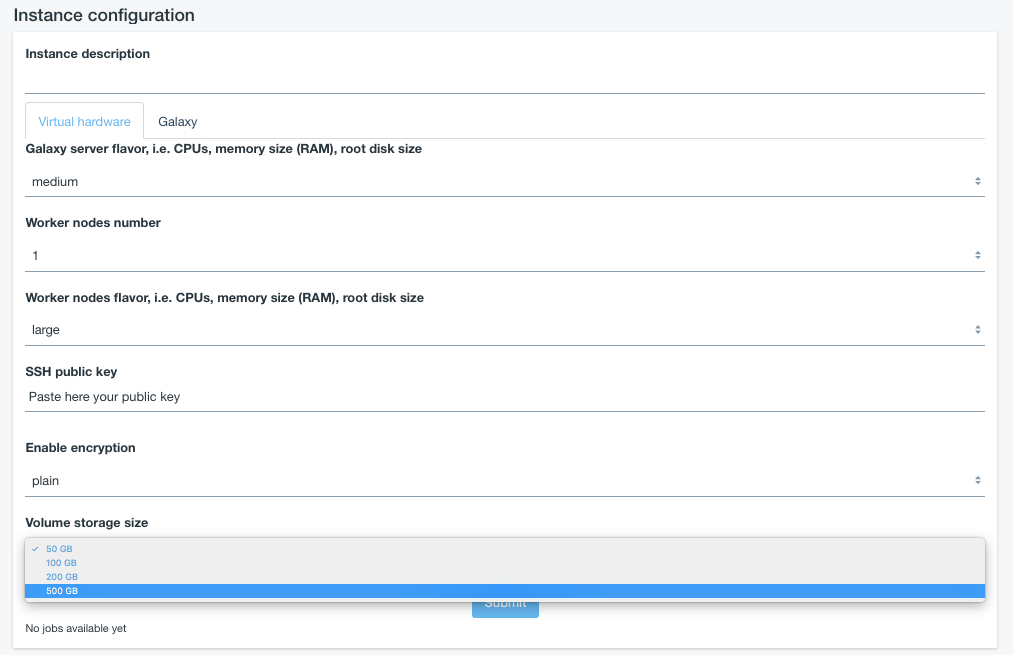 Instance configuration
Instance description
Virtual hardware Galaxy
Galaxy server flavor, i.e. CPUs, memory size (RAM), root disk size
medium
Worker nodes number
1
Worker nodes flavor, i.e. CPUs, memory size (RAM), root disk size
large
SSH public key
Paste here your public key
Enable encryption
plain
Volume storage size
✓ 50 GB
100 GB
200 GB
500 GB
Submit
No jobs available yet